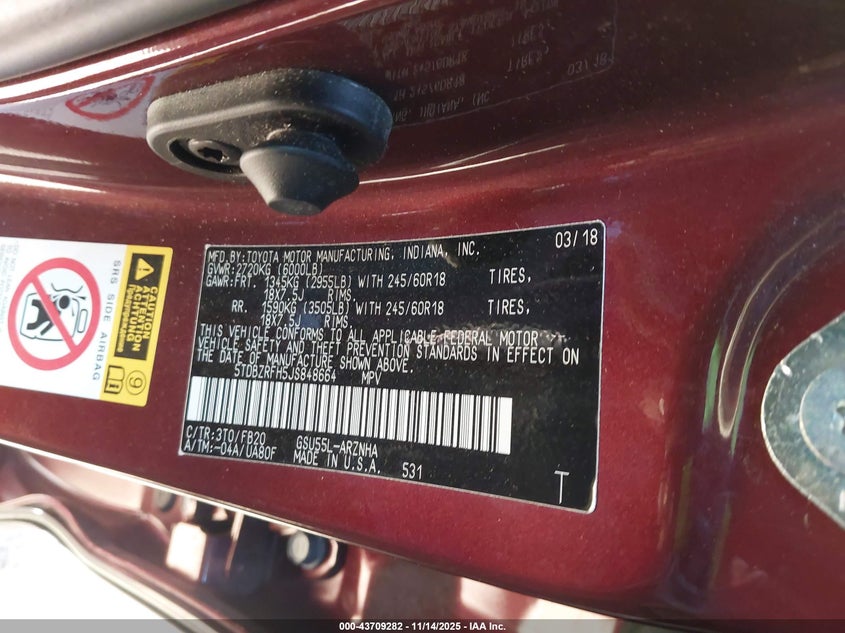 MFD. BY: TOYOTA MOTOR MANUFACTURING, INDIANA, INC. 03/18
GVWR: 2720KG (6000LB)
GAWR: FRT. 1345KG (2955LB) WITH 245/60R18 TIRES,
18X7.5J RIMS
RR. 1590KG (3505LB) WITH 245/60R18 TIRES,
18X7.5J RIMS
THIS VEHICLE CONFORMS TO ALL APPLICABLE FEDERAL MOTOR
VEHICLE SAFETY AND THEFT PREVENTION STANDARDS IN EFFECT ON
DATE OF MANUFACTURE SHOWN ABOVE.
5TDBZRFH5JS848664 MPV
C/TR: 3T0/FB20 GSU55L-ARZNHA
A/TM: -04A/UA80F MADE IN U.S.A. 531
T
SRS SIDE AIRBAG
CAUTION
ATTENTION
9
000-43709282 - 11/14/2025 - IAA Inc.